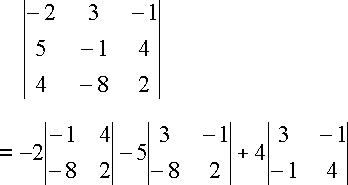 |−2 3 −1|
|5 −1 4|
|4 −8 2|
= −2|−1 4| −5|3 −1| + 4|3 −1|
|−8 2| |−8 2| |−1 4|